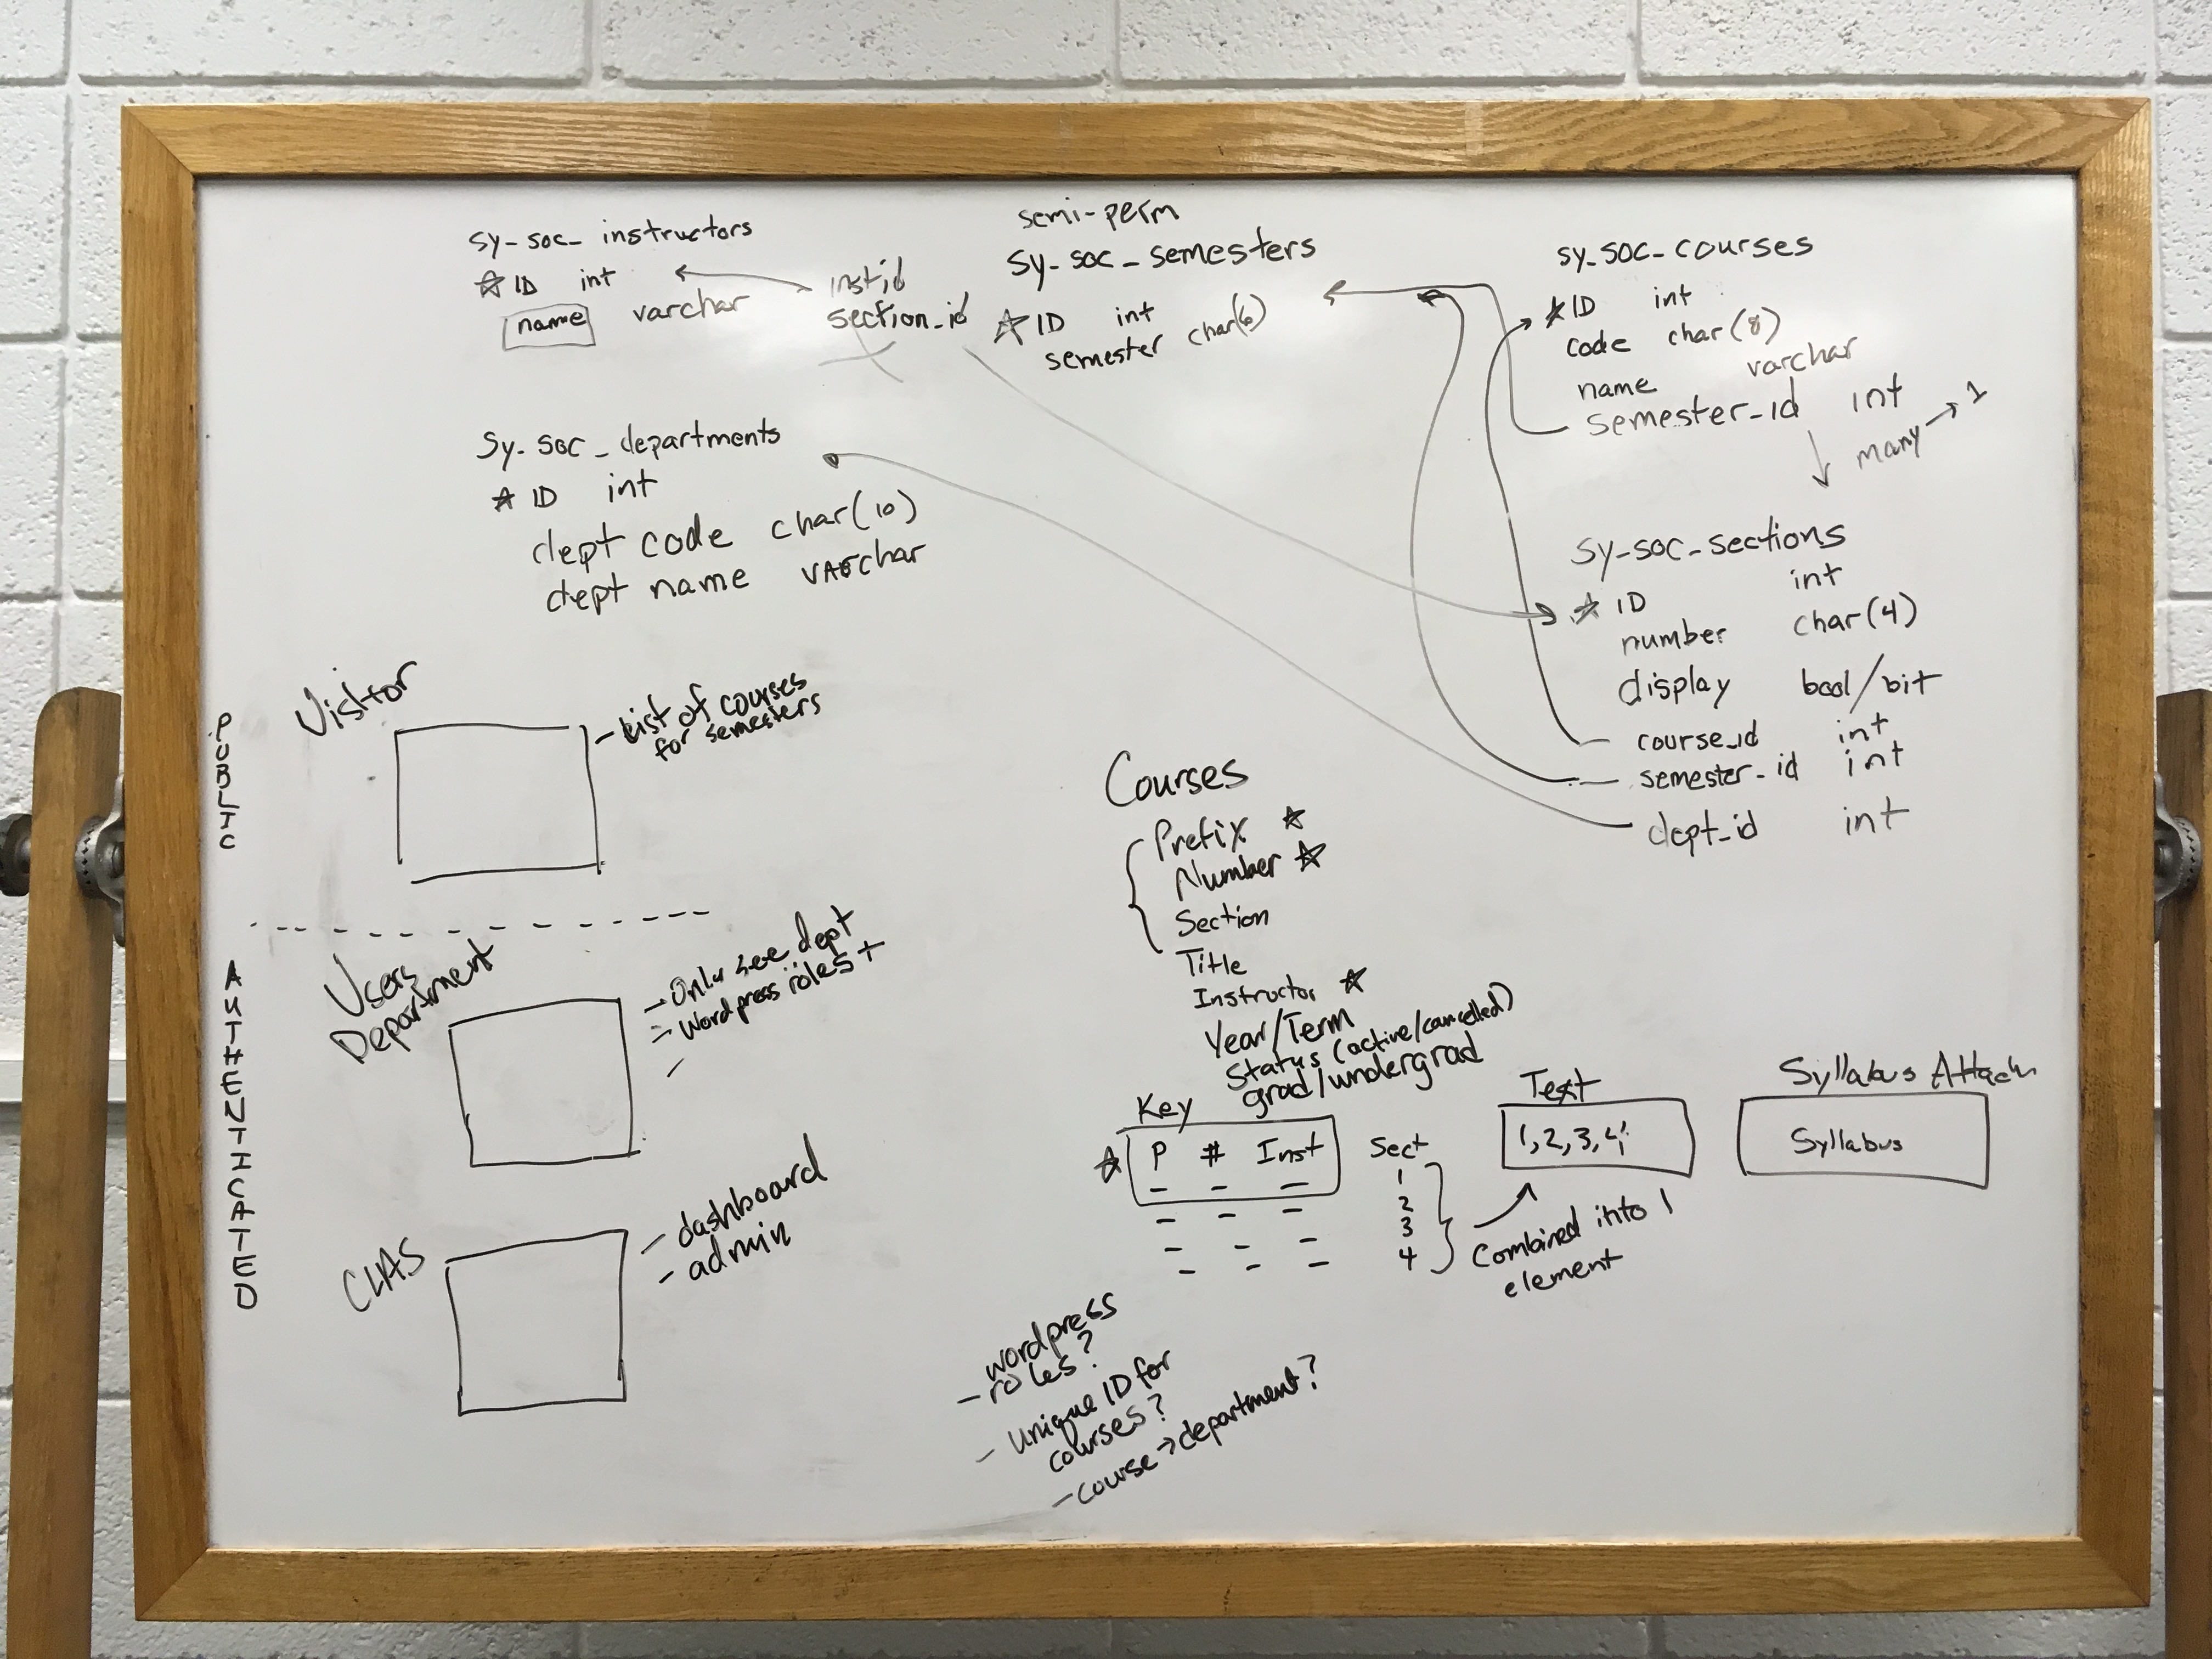 sy-soc- instructors
☆ ID int
name varchar
inst_id
section_id
semi-perm
Sy-soc-semesters
☆ ID int
semester char(6)
sy-soc-courses
☆ ID int
code char(8)
name varchar
semester_id int
many → 1
Sy-soc-departments
☆ ID int
dept code char(10)
dept name varchar
Sy-soc-sections
☆ ID int
number char(4)
display bool/bit
course_id int
semester-id int
dept_id int
PUBLIC
Visitor
- List of courses
for semesters
AUTHENTICATED
Users
Department
- Only see dept
- Wordpress roles +
CLAS
- dashboard
- admin
Courses
Prefix ☆
Number ☆
Section
Title
Instructor ☆
Year/Term
Status (active/cancelled)
grad/undergrad
Key
☆ P # Inst
Sect
1
2
3
4
Text
1,2,3,4
Combined into 1
element
Syllabus Attach
Syllabus
- wordpress
roles?
- unique ID for
courses?
- course → department?